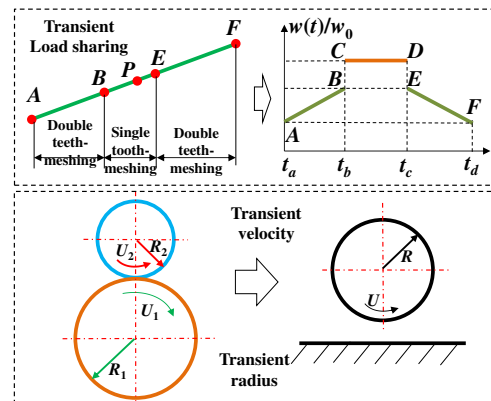 Transient
Load sharing
A
B
P
E
F
Double
teeth-
meshing
Single
tooth-
meshing
Double
teeth-
meshing
w(t)/w0
C D
B E
A F
ta tb tc td
R2
U2
U1
R1
Transient
velocity
R
U
Transient
radius